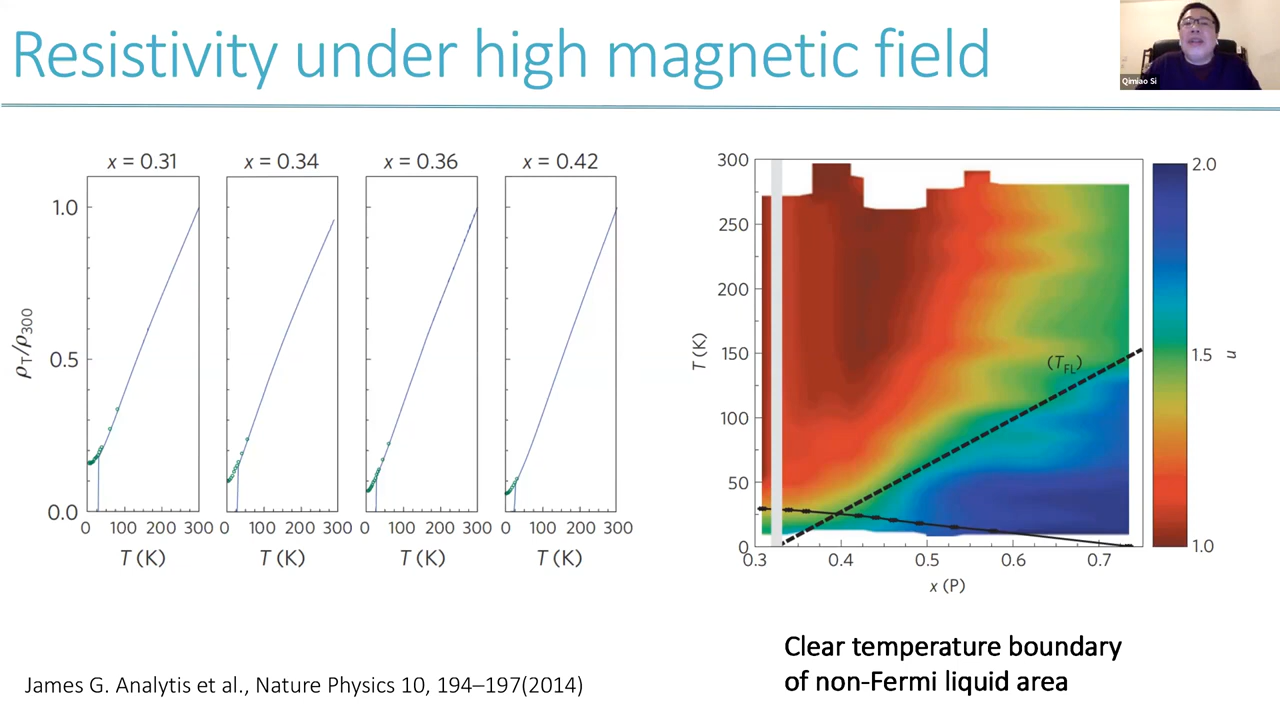 Resistivity under high magnetic field
Qimiao Si
x = 0.31 x = 0.34 x = 0.36 x = 0.42
1.0
0.5
0.0
ρT/ρ300
0 100 200 300 0 100 200 300 0 100 200 300 0 100 200 300
T (K) T (K) T (K) T (K)
300
250
200
150
100
50
0
T (K)
(TFL)
0.3 0.4 0.5 0.6 0.7
x (P)
2.0
1.5
1.0
n
Clear temperature boundary
of non-Fermi liquid area
James G. Analytis et al., Nature Physics 10, 194–197(2014)